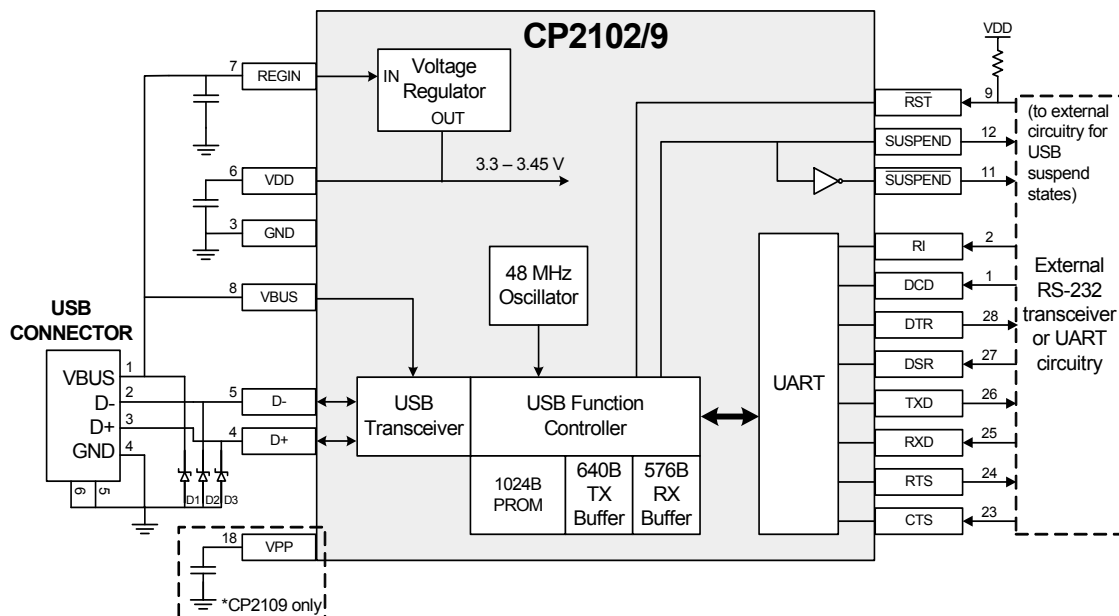 CP2102/9
VDD
7
REGIN
IN
Voltage
Regulator
OUT
9
RST
(to external
circuitry for
USB
suspend
states)
12
SUSPEND
11
SUSPEND
6
VDD
3.3 – 3.45 V
3
GND
48 MHz
Oscillator
8
VBUS
USB
CONNECTOR
VBUS
1
D-
2
D+
3
GND
4
6
5
D1
D2
D3
5
D-
4
D+
USB
Transceiver
USB Function
Controller
1024B
PROM
640B
TX
Buffer
576B
RX
Buffer
UART
RI
2
DCD
1
DTR
28
DSR
27
TXD
26
RXD
25
RTS
24
CTS
23
External
RS-232
transceiver
or UART
circuitry
18
VPP
*CP2109 only